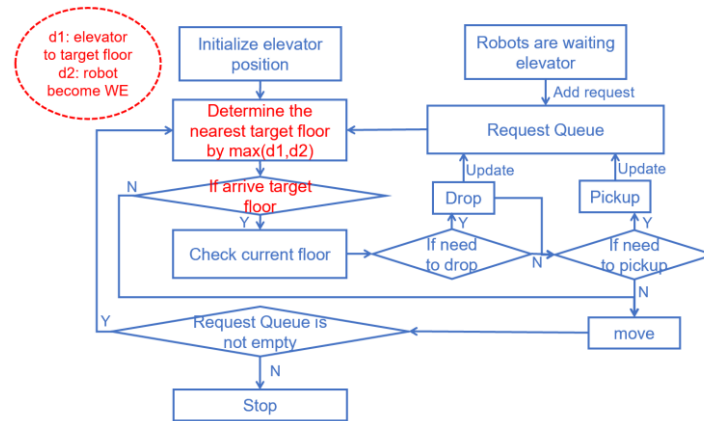 d1: elevator
to target floor
d2: robot
become WE
Initialize elevator
position
Robots are waiting
elevator
Add request
Determine the
nearest target floor
by max(d1,d2)
Request Queue
Update
Update
N
If arrive target
floor
Drop
Pickup
Y
Y
Y
Check current floor
If need
to drop
N
If need
to pickup
N
Y
Request Queue is
not empty
move
N
Stop